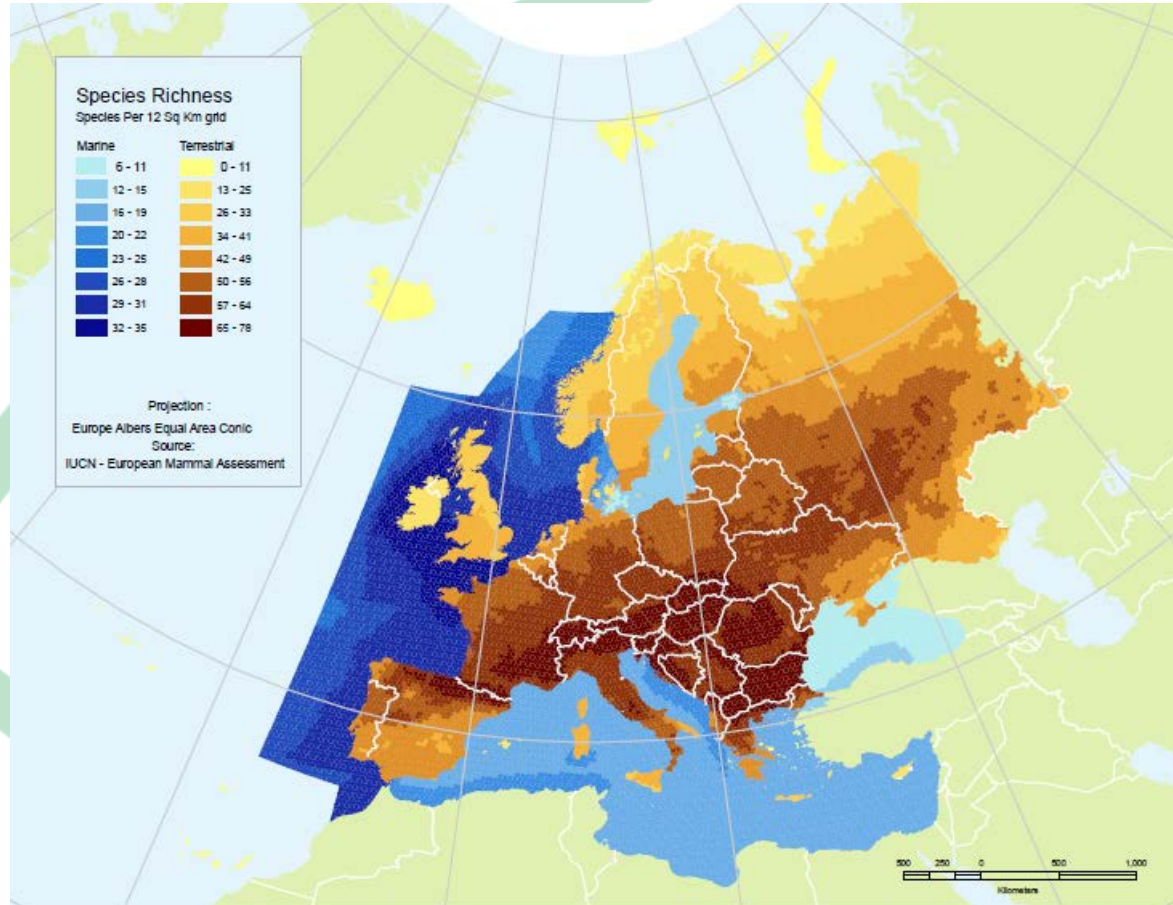 Species Richness
Species Per 12 Sq Km grid
Marine Terrestrial
6 - 11 0 - 11
12 - 15 13 - 25
16 - 19 26 - 33
20 - 22 34 - 41
23 - 25 42 - 49
26 - 28 50 - 56
29 - 31 57 - 64
32 - 35 65 - 78
Projection :
Europe Albers Equal Area Conic
Source:
IUCN - European Mammal Assessment
500 250 0 500 1,000
Kilometers